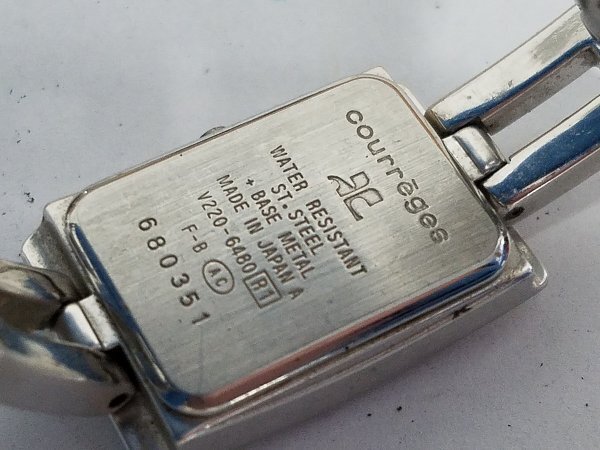 courrèges
AC
WATER RESISTANT
ST•STEEL
+ BASE METAL
MADE IN JAPAN A
V220-6480 R1
F-B AC
680351